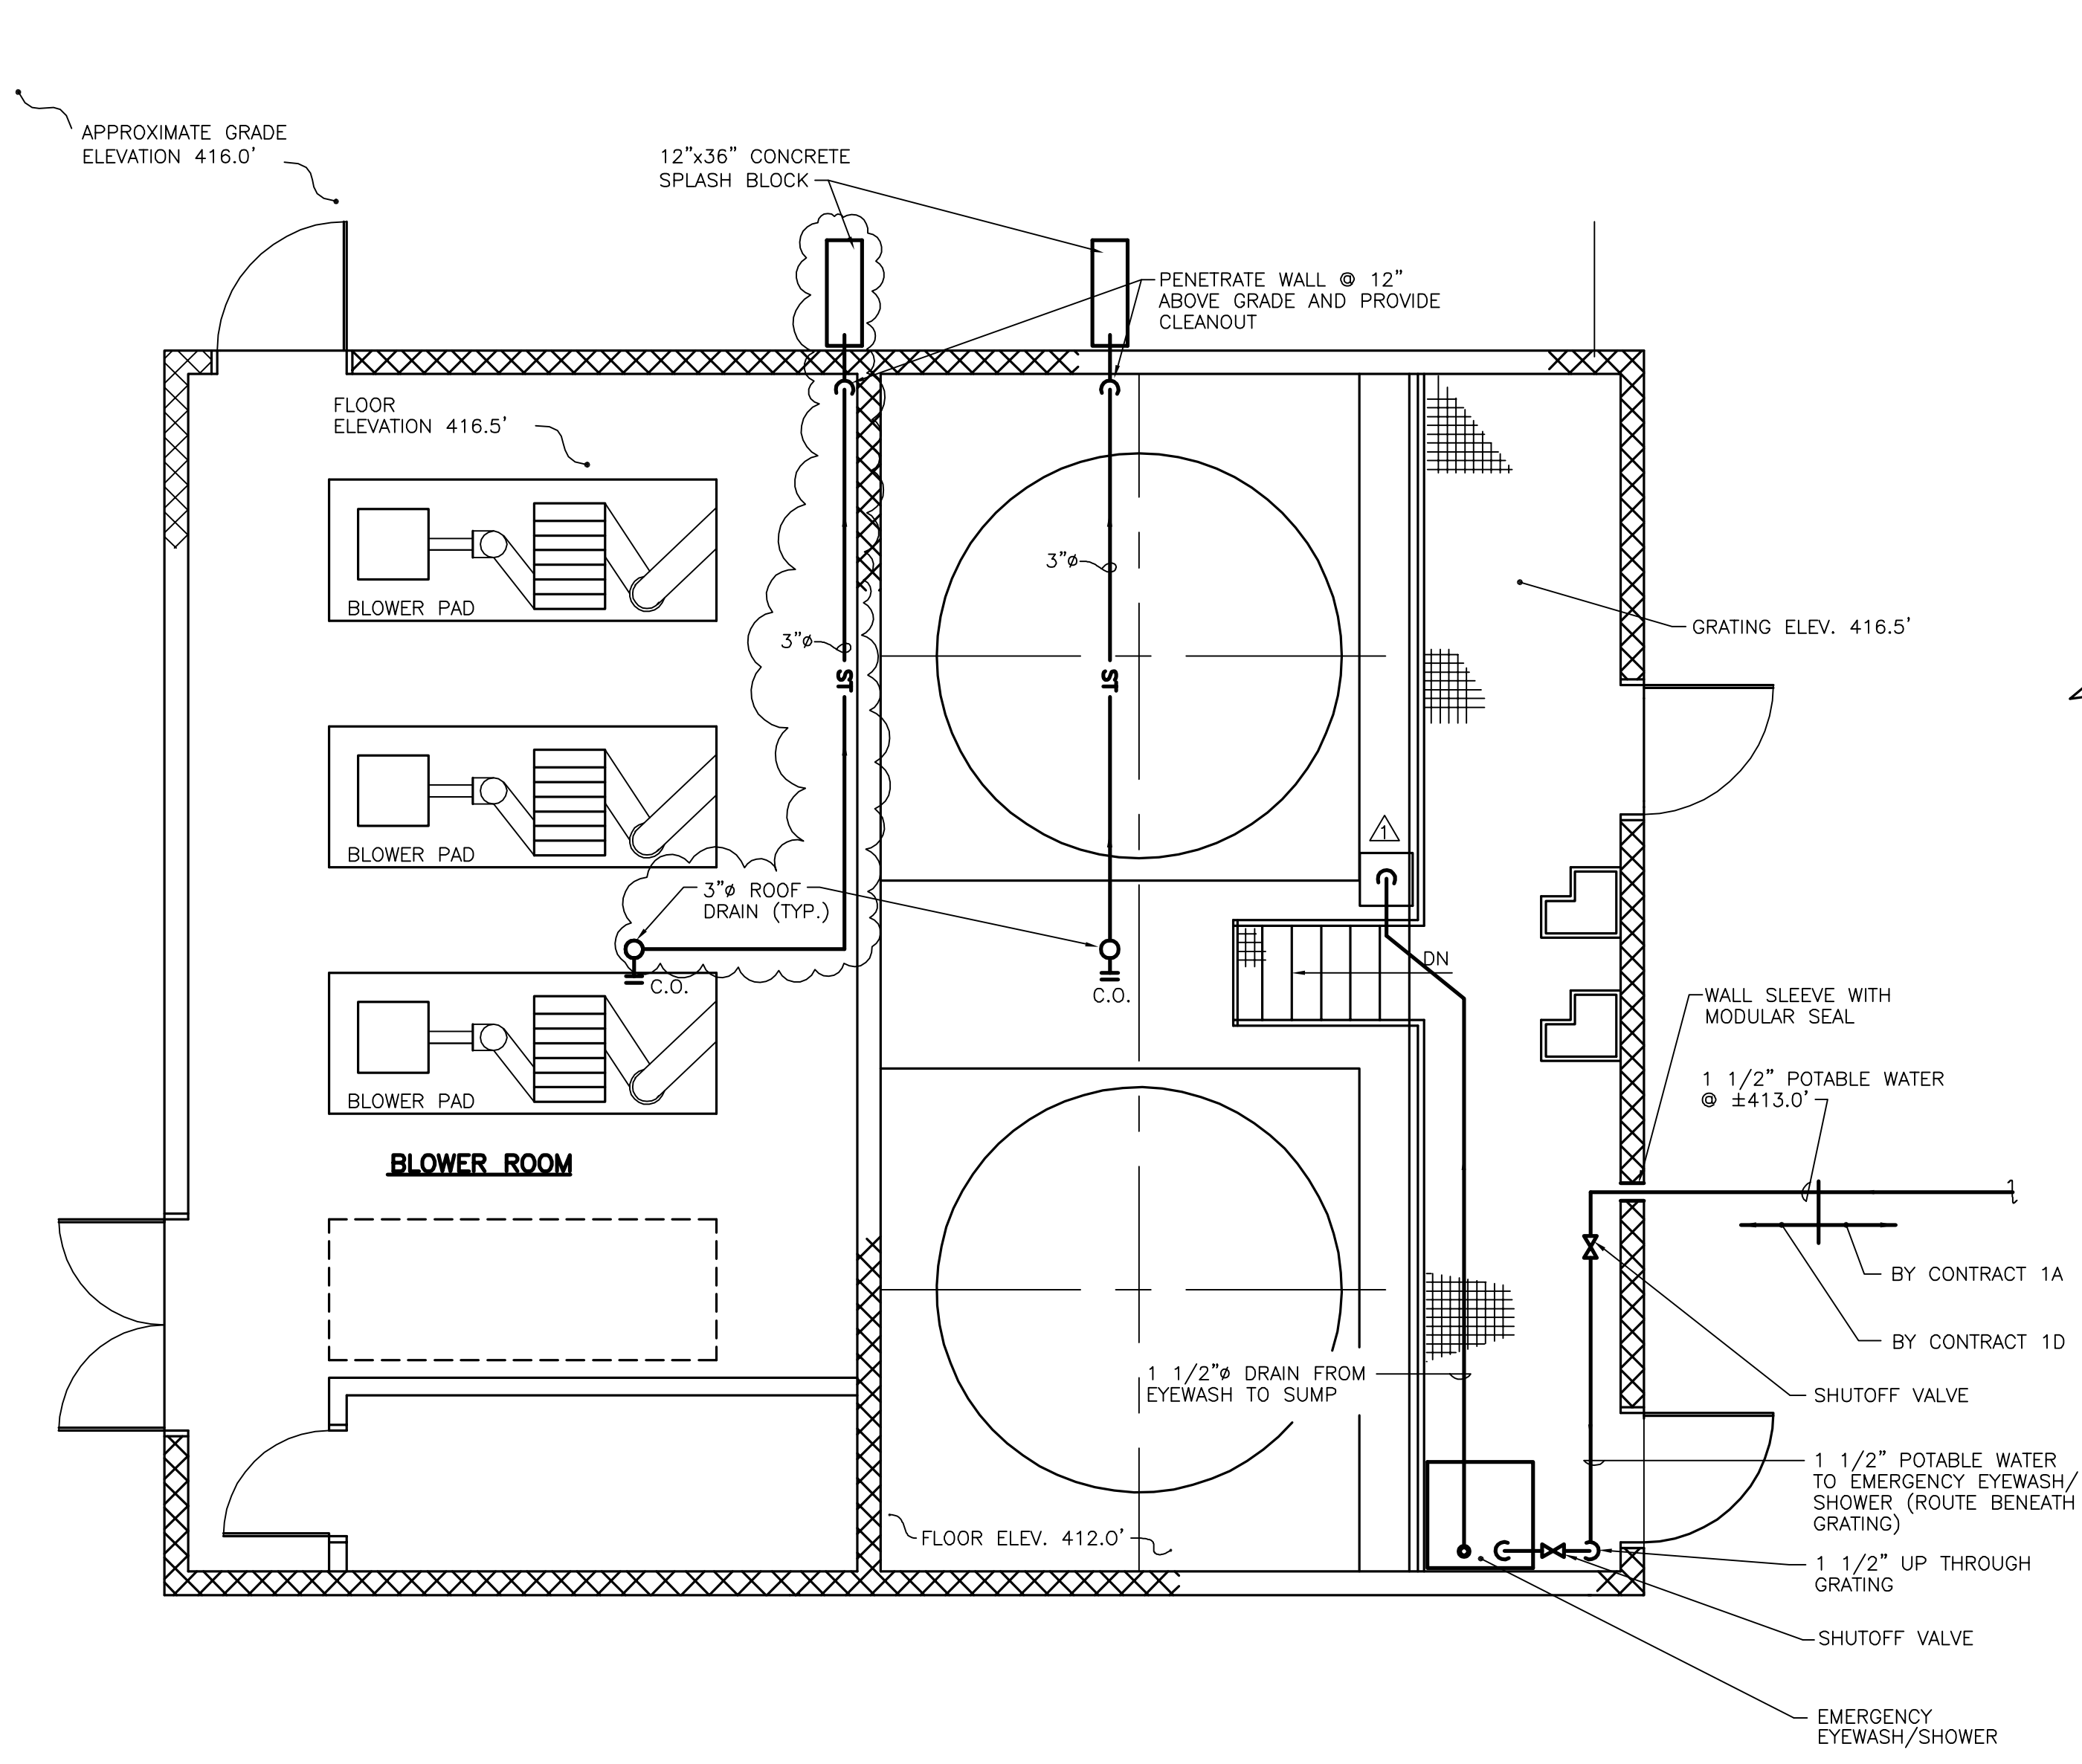 APPROXIMATE GRADE
ELEVATION 416.0'
12"x36" CONCRETE
SPLASH BLOCK
PENETRATE WALL @ 12"
ABOVE GRADE AND PROVIDE
CLEANOUT
FLOOR
ELEVATION 416.5'
3"ø
BLOWER PAD
GRATING ELEV. 416.5'
3"ø
ST
ST
1
BLOWER PAD
3"ø ROOF
DRAIN (TYP.)
DN
C.O.
C.O.
WALL SLEEVE WITH
MODULAR SEAL
1 1/2" POTABLE WATER
@ ±413.0'
BLOWER PAD
BLOWER ROOM
BY CONTRACT 1A
BY CONTRACT 1D
1 1/2"ø DRAIN FROM
EYEWASH TO SUMP
SHUTOFF VALVE
1 1/2" POTABLE WATER
TO EMERGENCY EYEWASH/
SHOWER (ROUTE BENEATH
GRATING)
FLOOR ELEV. 412.0'
1 1/2" UP THROUGH
GRATING
SHUTOFF VALVE
EMERGENCY
EYEWASH/SHOWER